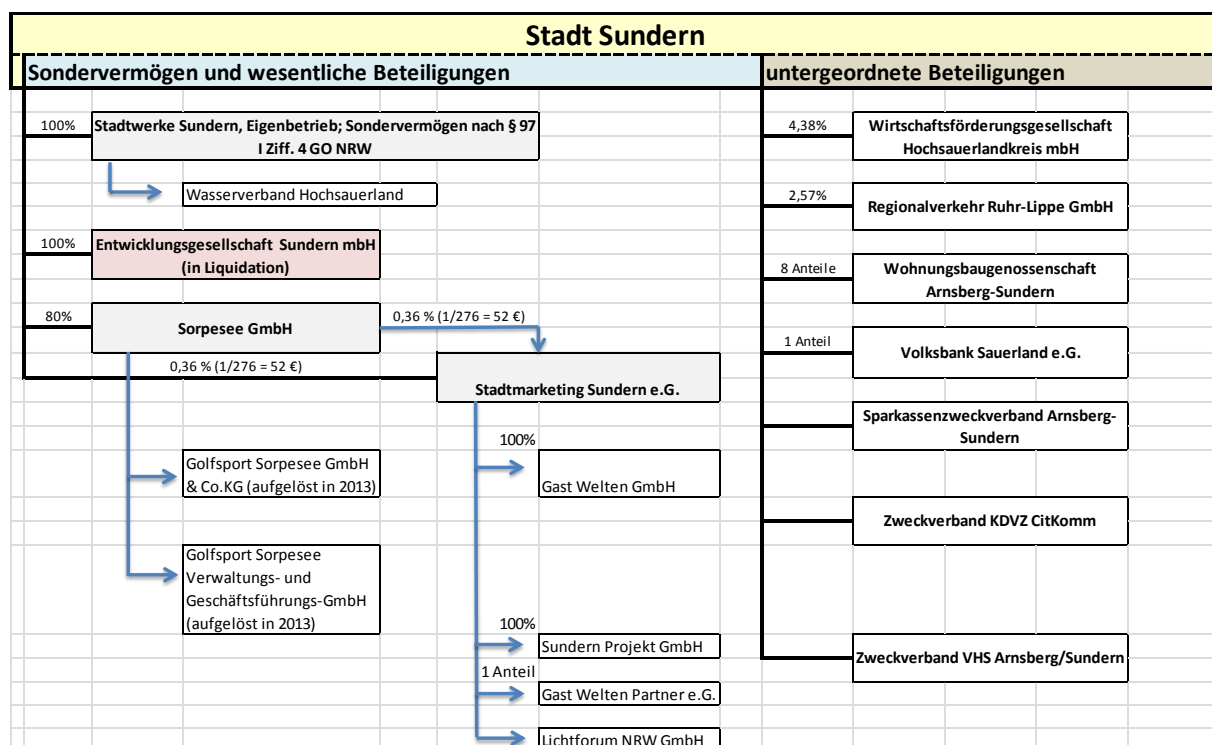 Stadt Sundern
Sondervermögen und wesentliche Beteiligungen
100%
Stadtwerke Sundern, Eigenbetrieb; Sondervermögen nach § 97
I Ziff. 4 GO NRW
Wasserverband Hochsauerland
100%
Entwicklungsgesellschaft Sundern mbH
(in Liquidation)
80%
Sorpesee GmbH
0,36 % (1/276 = 52 €)
0,36 % (1/276 = 52 €)
Stadtmarketing Sundern e.G.
Golfsport Sorpesee GmbH
& Co.KG (aufgelöst in 2013)
Golfsport Sorpesee
Verwaltungs- und
Geschäftsführungs-GmbH
(aufgelöst in 2013)
100%
Gast Welten GmbH
100%
Sundern Projekt GmbH
1 Anteil
Gast Welten Partner e.G.
Lichtforum NRW GmbH
untergeordnete Beteiligungen
4,38%
Wirtschaftsförderungsgesellschaft
Hochsauerlandkreis mbH
2,57%
Regionalverkehr Ruhr-Lippe GmbH
8 Anteile
Wohnungsbaugenossenschaft
Arnsberg-Sundern
1 Anteil
Volksbank Sauerland e.G.
Sparkassenzweckverband Arnsberg-
Sundern
Zweckverband KDVZ CitKomm
Zweckverband VHS Arnsberg/Sundern